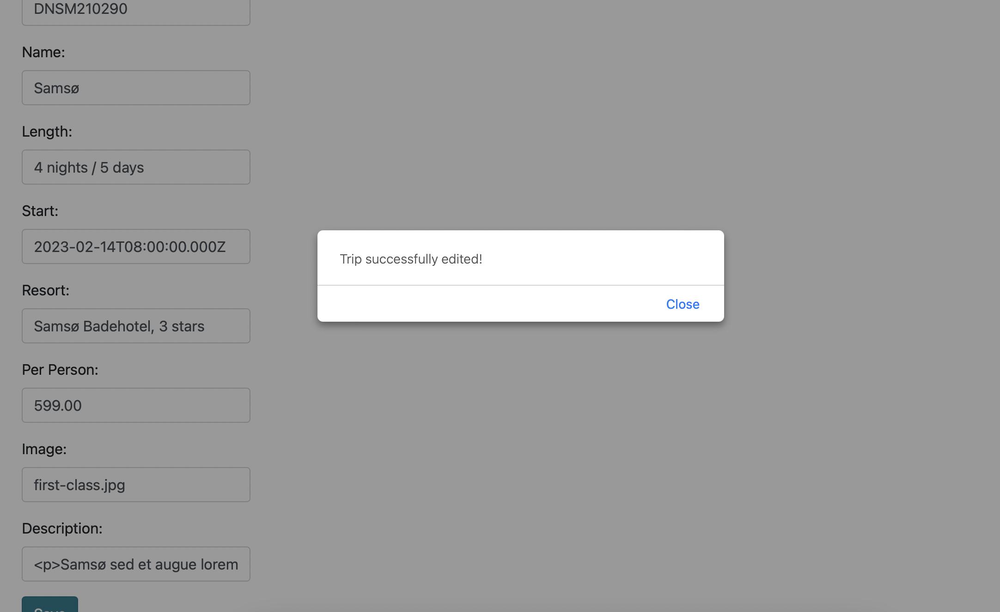 DNSM210290
Name:
Samsø
Length:
4 nights / 5 days
Start:
2023-02-14T08:00:00.000Z
Resort:
Samsø Badehotel, 3 stars
Per Person:
599.00
Image:
first-class.jpg
Description:
<p>Samsø sed et augue lorem
Save
Trip successfully edited!
Close